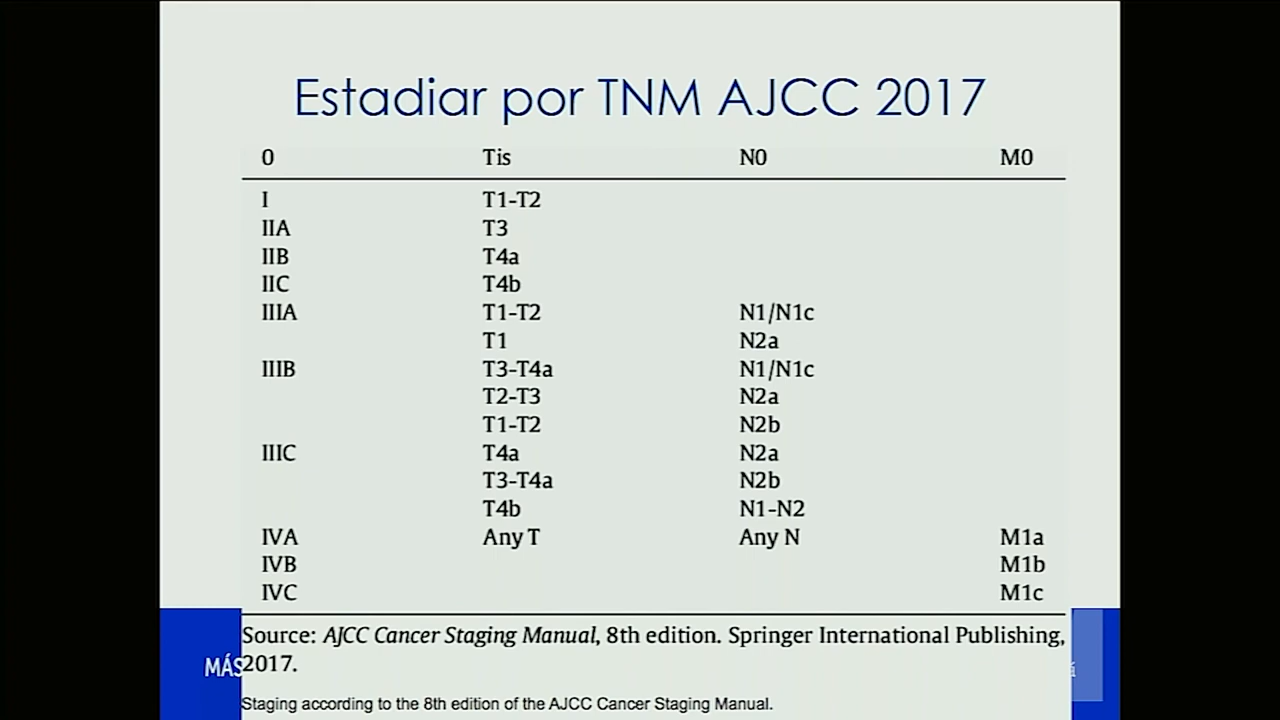 Estadiar por TNM AJCC 2017
0 Tis N0 M0
I T1-T2
IIA T3
IIB T4a
IIC T4b
IIIA T1-T2 N1/N1c
T1 N2a
IIIB T3-T4a N1/N1c
T2-T3 N2a
T1-T2 N2b
IIIC T4a N2a
T3-T4a N2b
T4b N1-N2
IVA Any T Any N M1a
IVB M1b
IVC M1c
Source: AJCC Cancer Staging Manual, 8th edition. Springer International Publishing,
2017.
MÁS
Staging according to the 8th edition of the AJCC Cancer Staging Manual.